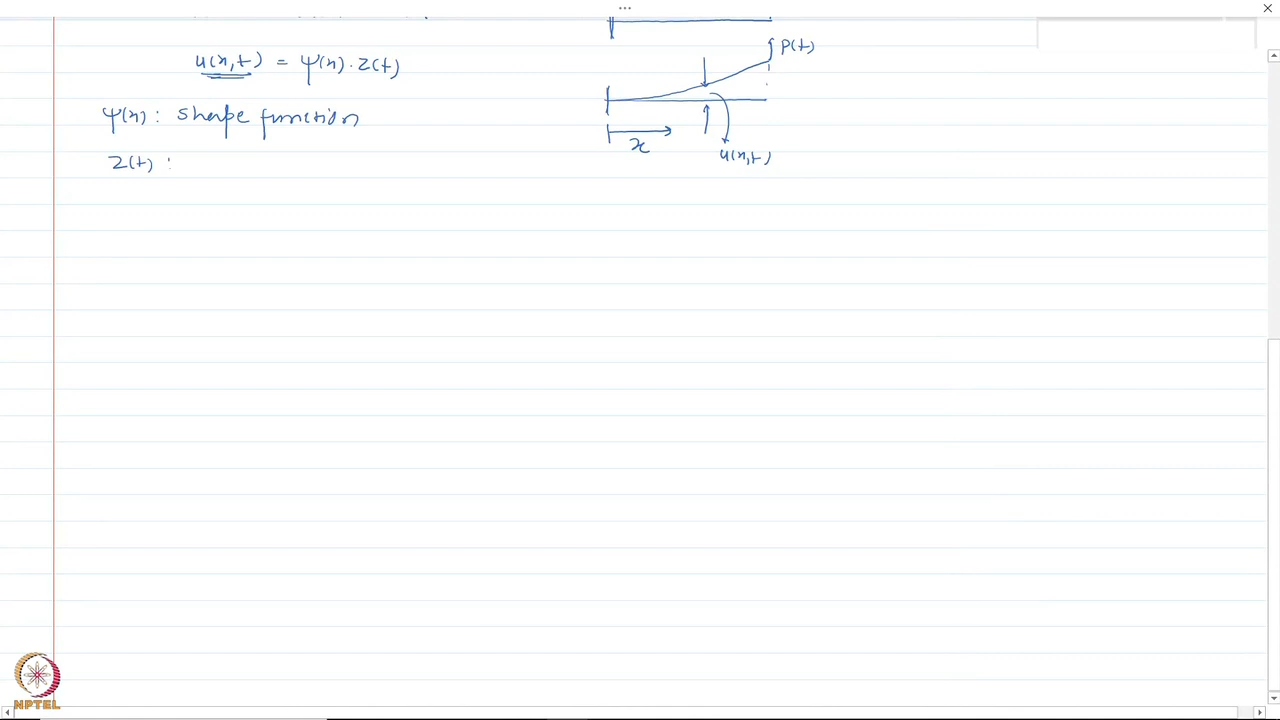 u(x,t) = ψ(x)·z(t)
P(t)
ψ(x) : shape function
x
u(x,t)
z(t) :
NPTEL